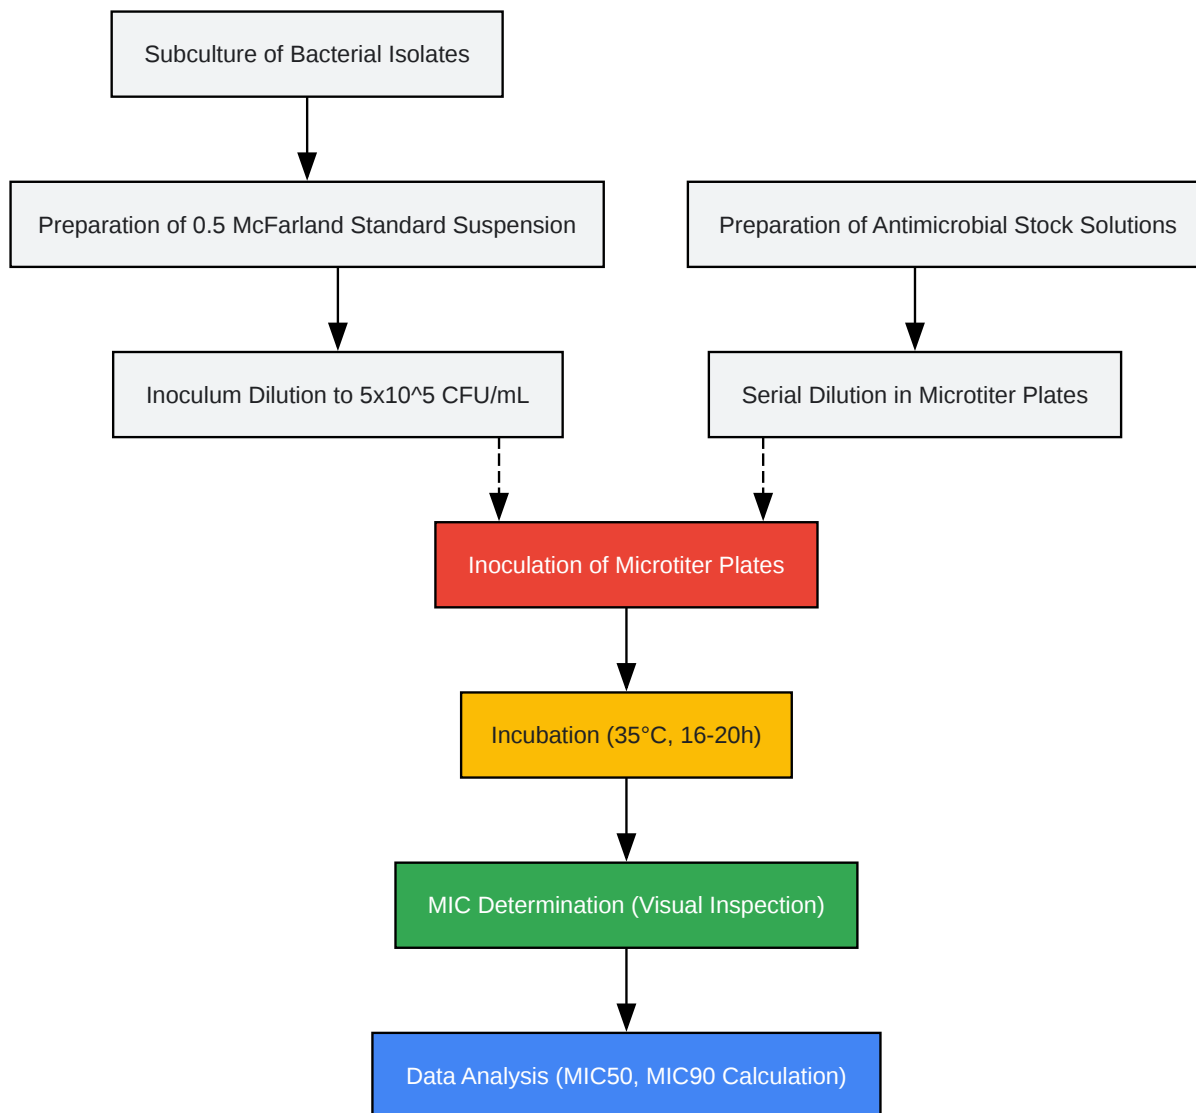 Subculture of Bacterial Isolates
Preparation of 0.5 McFarland Standard Suspension
Preparation of Antimicrobial Stock Solutions
Inoculum Dilution to 5x10^5 CFU/mL
Serial Dilution in Microtiter Plates
Inoculation of Microtiter Plates
Incubation (35°C, 16-20h)
MIC Determination (Visual Inspection)
Data Analysis (MIC50, MIC90 Calculation)